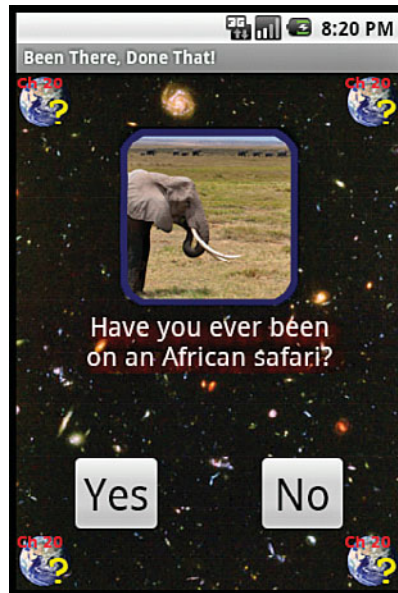 3G 8:20 PM
Been There, Done That!
Ch 20 Ch 20
?
?
Have you ever been
on an African safari?
Yes No
Ch 20 Ch 20
?
?